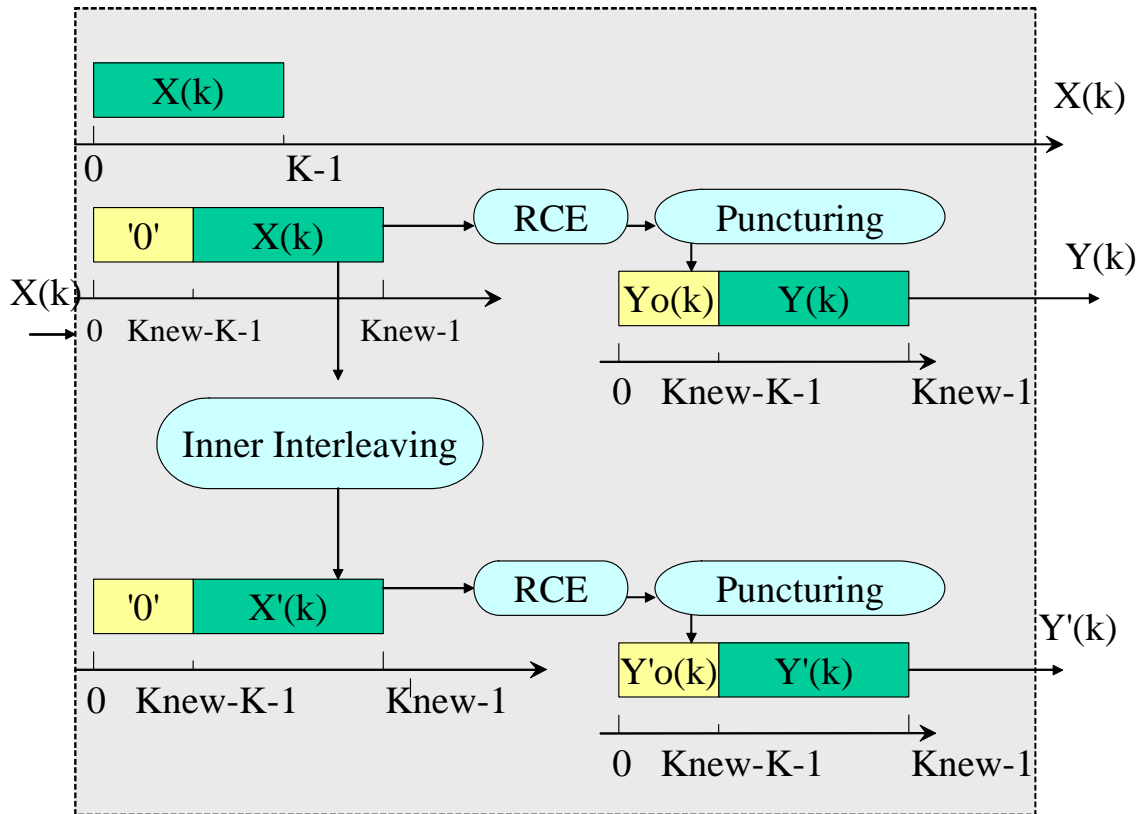 X(k)
X(k)
0 K-1
'0' X(k) RCE Puncturing
Y(k)
X(k)
0 Knew-K-1 Knew-1
Yo(k) Y(k)
0 Knew-K-1 Knew-1
Inner Interleaving
'0' X'(k) RCE Puncturing
Y'(k)
0 Knew-K-1 Knew-1
Y'o(k) Y'(k)
0 Knew-K-1 Knew-1